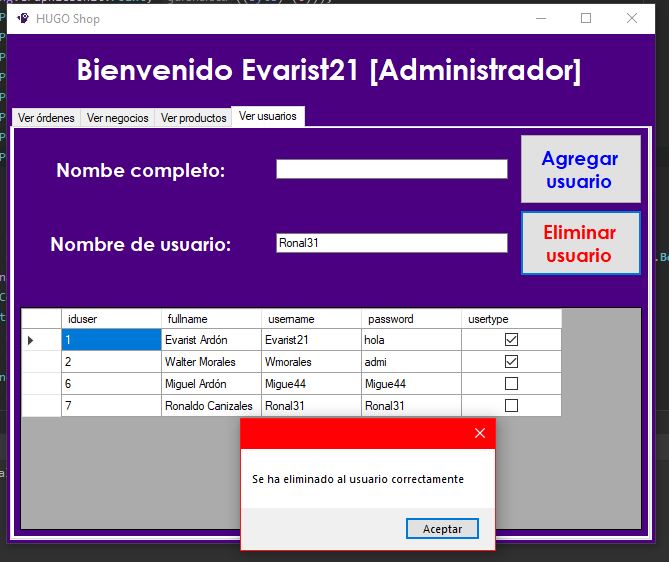 HUGO Shop
Bienvenido Evarist21 [Administrador]
Ver órdenes Ver negocios Ver productos Ver usuarios
Nombe completo:
Agregar
usuario
Nombre de usuario: Ronal31
Eliminar
usuario
iduser fullname username password usertype
1 Evarist Ardón Evarist21 hola
2 Walter Morales Wmorales admi
6 Miguel Ardón Migue44 Migue44
7 Ronaldo Canizales Ronal31 Ronal31
Se ha eliminado al usuario correctamente
Aceptar